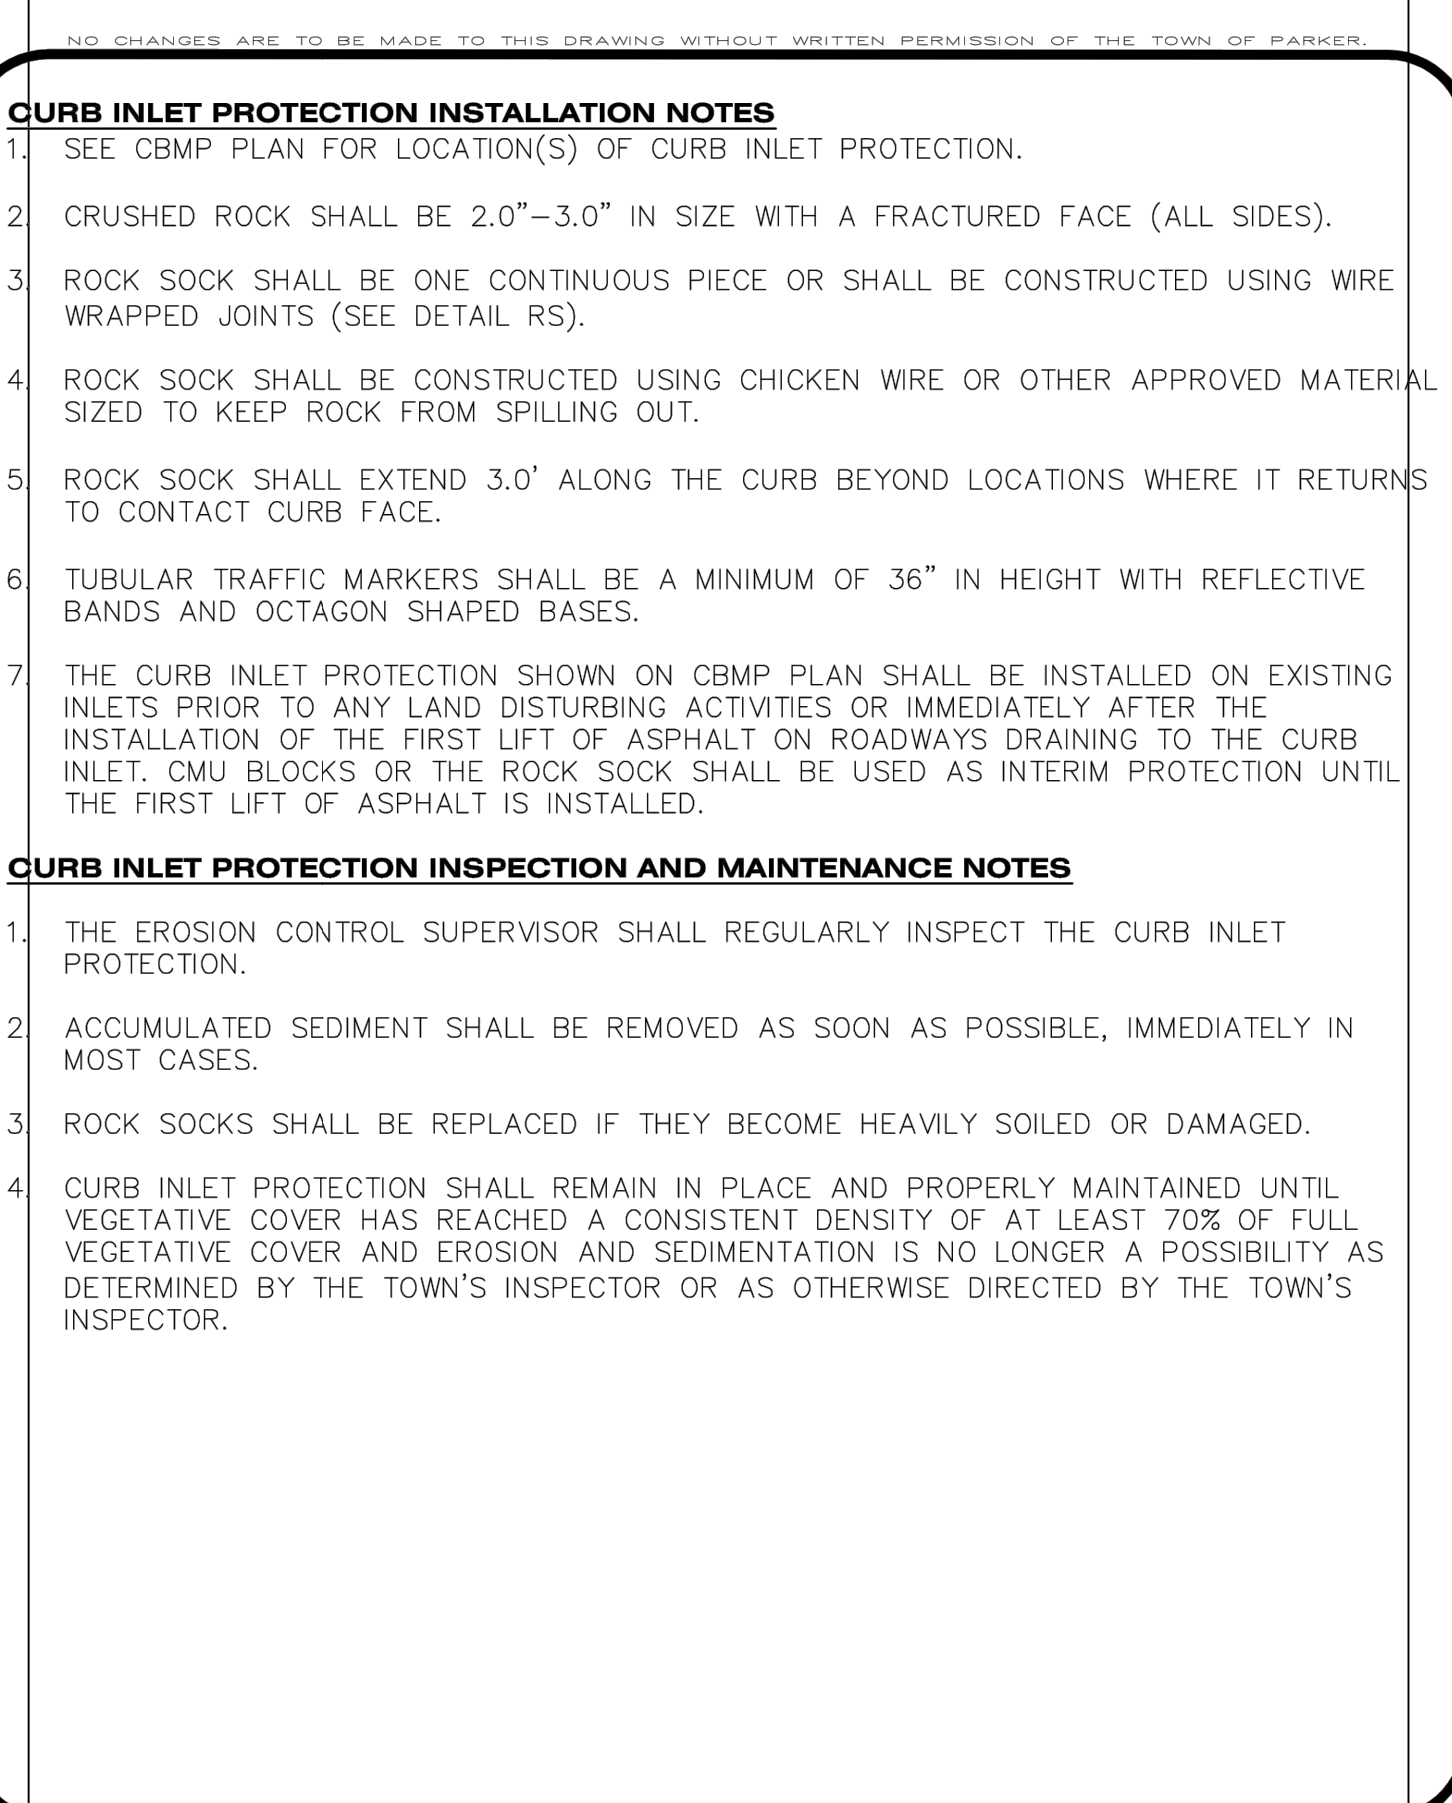 NO CHANGES ARE TO BE MADE TO THIS DRAWING WITHOUT WRITTEN PERMISSION OF THE TOWN OF PARKER.
CURB INLET PROTECTION INSTALLATION NOTES
1. SEE CBMP PLAN FOR LOCATION(S) OF CURB INLET PROTECTION.
2. CRUSHED ROCK SHALL BE 2.0”–3.0” IN SIZE WITH A FRACTURED FACE (ALL SIDES).
3. ROCK SOCK SHALL BE ONE CONTINUOUS PIECE OR SHALL BE CONSTRUCTED USING WIRE
WRAPPED JOINTS (SEE DETAIL RS).
4. ROCK SOCK SHALL BE CONSTRUCTED USING CHICKEN WIRE OR OTHER APPROVED MATERIAL
SIZED TO KEEP ROCK FROM SPILLING OUT.
5. ROCK SOCK SHALL EXTEND 3.0’ ALONG THE CURB BEYOND LOCATIONS WHERE IT RETURNS
TO CONTACT CURB FACE.
6. TUBULAR TRAFFIC MARKERS SHALL BE A MINIMUM OF 36” IN HEIGHT WITH REFLECTIVE
BANDS AND OCTAGON SHAPED BASES.
7. THE CURB INLET PROTECTION SHOWN ON CBMP PLAN SHALL BE INSTALLED ON EXISTING
INLETS PRIOR TO ANY LAND DISTURBING ACTIVITIES OR IMMEDIATELY AFTER THE
INSTALLATION OF THE FIRST LIFT OF ASPHALT ON ROADWAYS DRAINING TO THE CURB
INLET. CMU BLOCKS OR THE ROCK SOCK SHALL BE USED AS INTERIM PROTECTION UNTIL
THE FIRST LIFT OF ASPHALT IS INSTALLED.
CURB INLET PROTECTION INSPECTION AND MAINTENANCE NOTES
1. THE EROSION CONTROL SUPERVISOR SHALL REGULARLY INSPECT THE CURB INLET
PROTECTION.
2. ACCUMULATED SEDIMENT SHALL BE REMOVED AS SOON AS POSSIBLE, IMMEDIATELY IN
MOST CASES.
3. ROCK SOCKS SHALL BE REPLACED IF THEY BECOME HEAVILY SOILED OR DAMAGED.
4. CURB INLET PROTECTION SHALL REMAIN IN PLACE AND PROPERLY MAINTAINED UNTIL
VEGETATIVE COVER HAS REACHED A CONSISTENT DENSITY OF AT LEAST 70% OF FULL
VEGETATIVE COVER AND EROSION AND SEDIMENTATION IS NO LONGER A POSSIBILITY AS
DETERMINED BY THE TOWN’S INSPECTOR OR AS OTHERWISE DIRECTED BY THE TOWN’S
INSPECTOR.